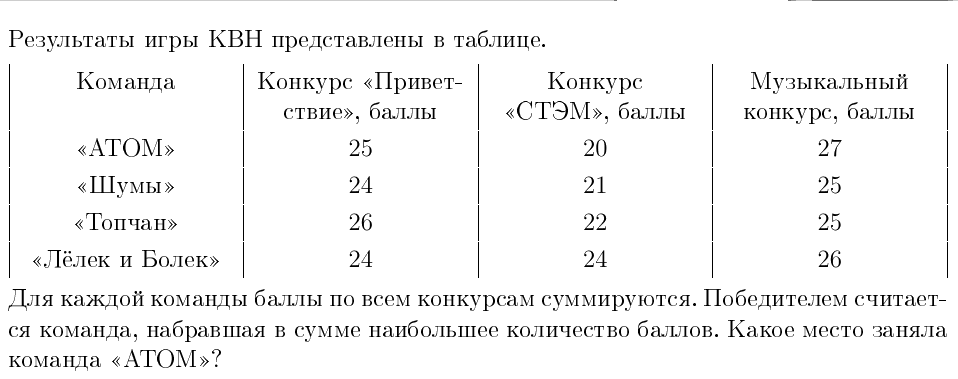 Результаты игры КВН представлены в таблице.
Команда Конкурс «Привет- Конкурс Музыкальный
ствие», баллы «СТЭМ», баллы конкурс, баллы
«АТОМ» 25 20 27
«Шумы» 24 21 25
«Топчан» 26 22 25
«Лёлек и Болек» 24 24 26
Для каждой команды баллы по всем конкурсам суммируются. Победителем считает-
ся команда, набравшая в сумме наибольшее количество баллов. Какое место заняла
команда «АТОМ»?